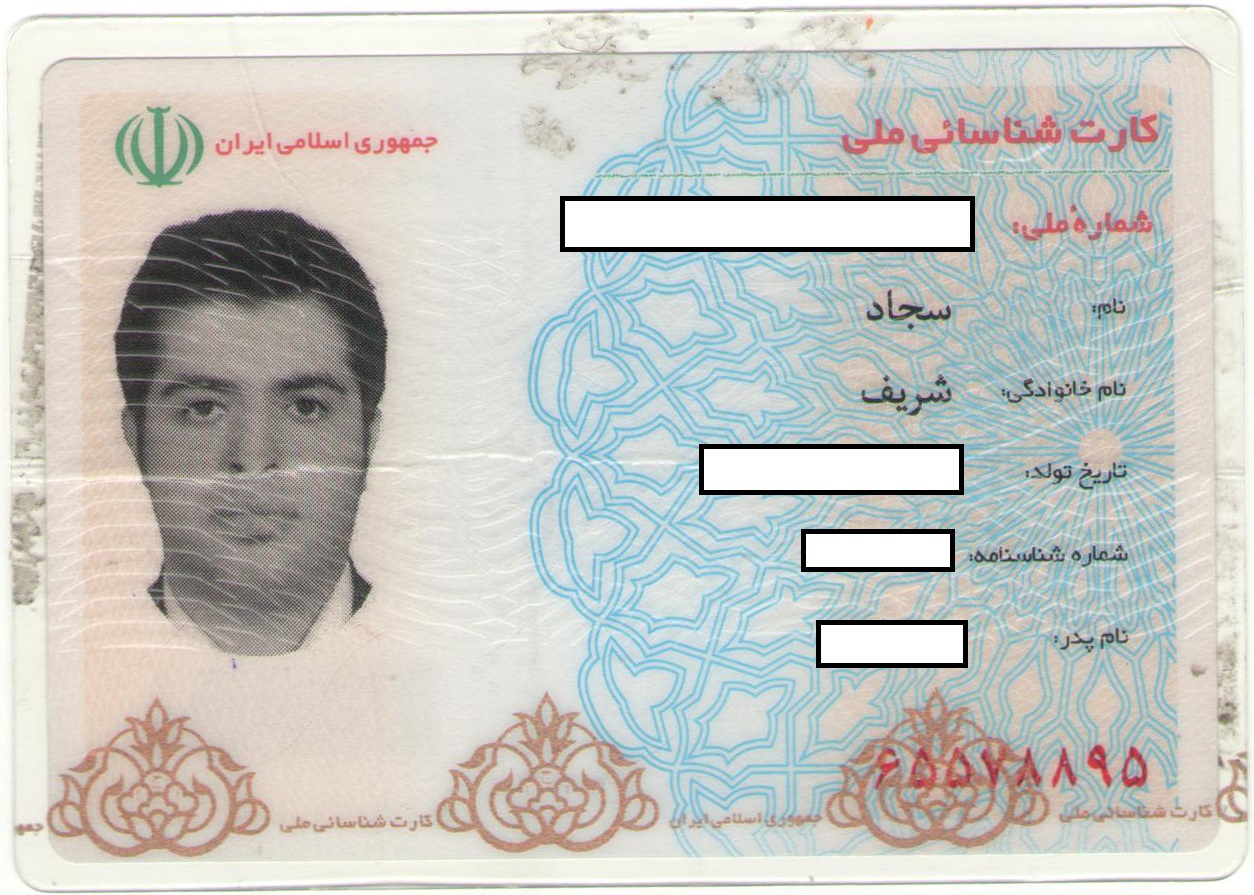 جمهوری اسلامی ایران
کارت شناسائی ملی
شمارهٔ ملی:
نام: سجاد
نام خانوادگی: شریف
تاریخ تولد:
شماره شناسنامه:
نام پدر:
۶۵۵۷۸۸۹۵
کارت شناسائی ملی جمهوری اسلامی ایران کارت شناسائی ملی